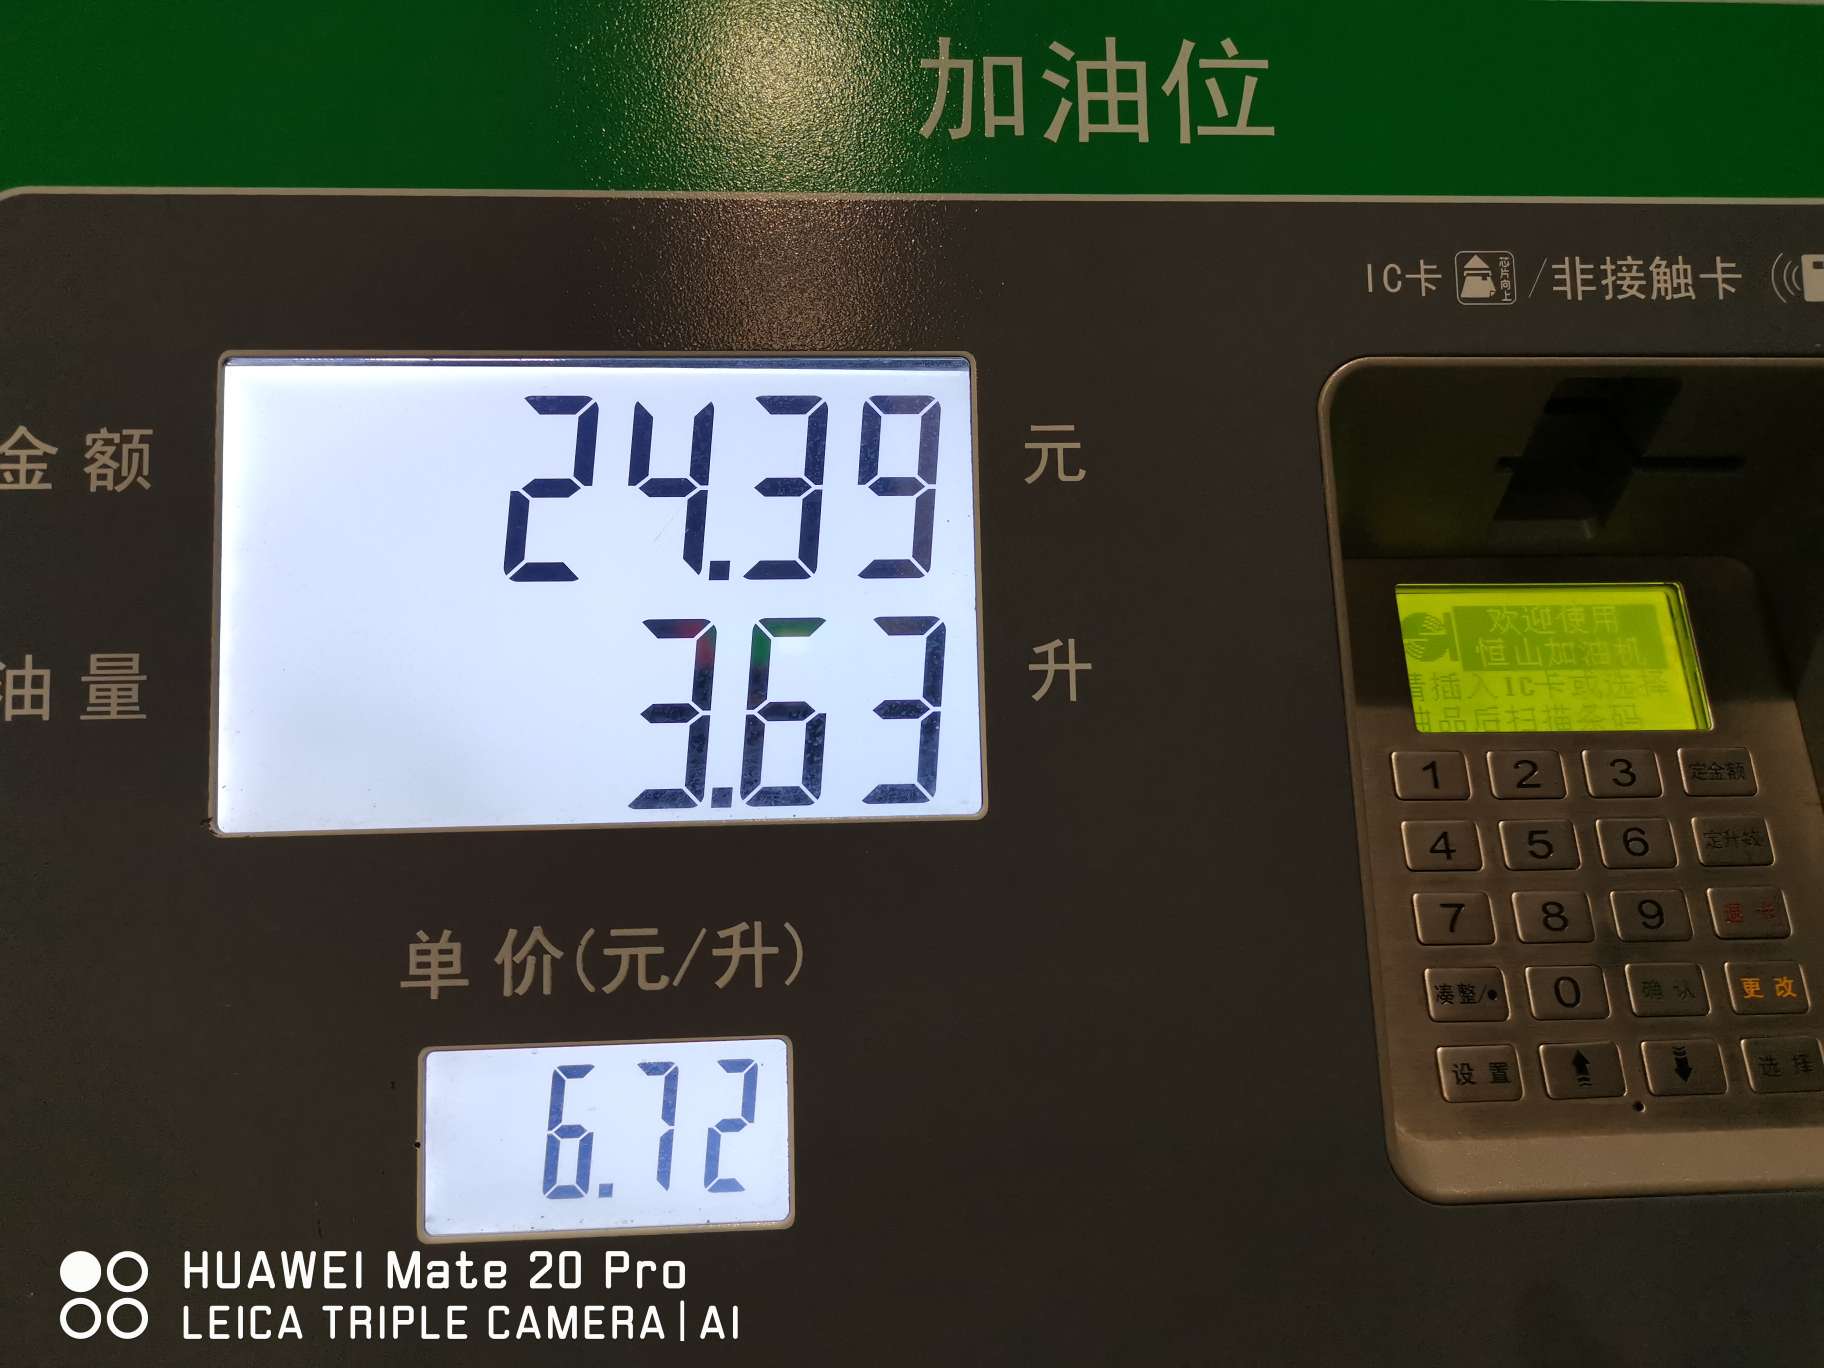 加油位
IC卡 芯片向上 /非接触卡
金额 24.39 元
油量 3.63 升
单价(元/升)
6.72
欢迎使用
恒山加油机
请插入IC卡或选择
油品后扫描条码
1 2 3 定金额
4 5 6 定升数
7 8 9 退卡
凑整/• 0 确认 更改
设置 选择
HUAWEI Mate 20 Pro
LEICA TRIPLE CAMERA|AI